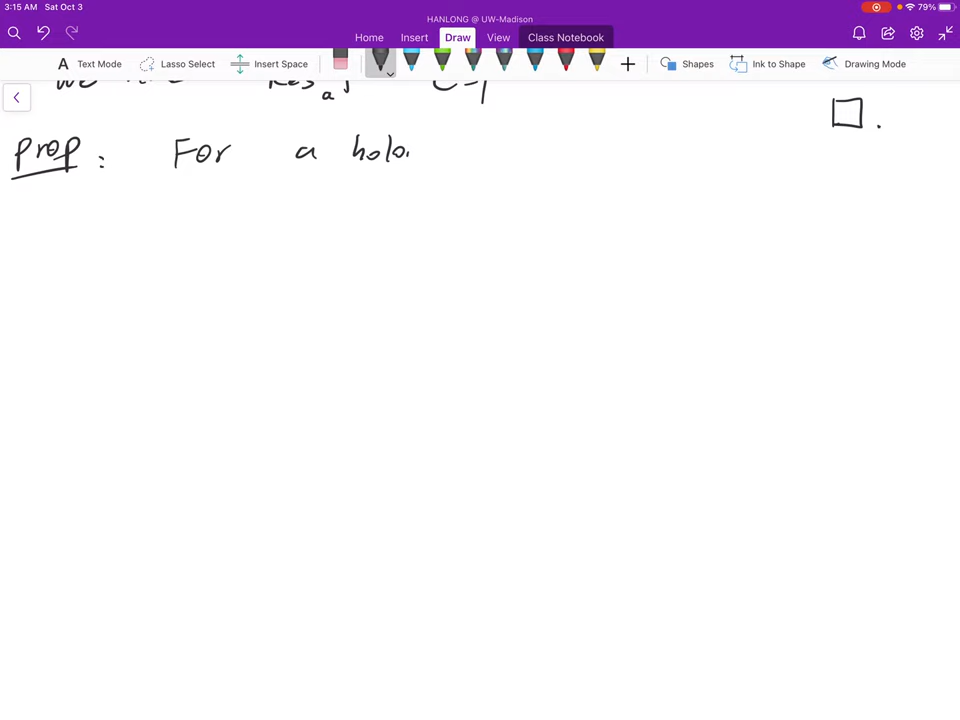 3:15 AM Sat Oct 3
79%
HANLONG @ UW-Madison
Home Insert Draw View Class Notebook
A Text Mode Lasso Select Insert Space Shapes Ink to Shape Drawing Mode
a
Prop : For a holo.